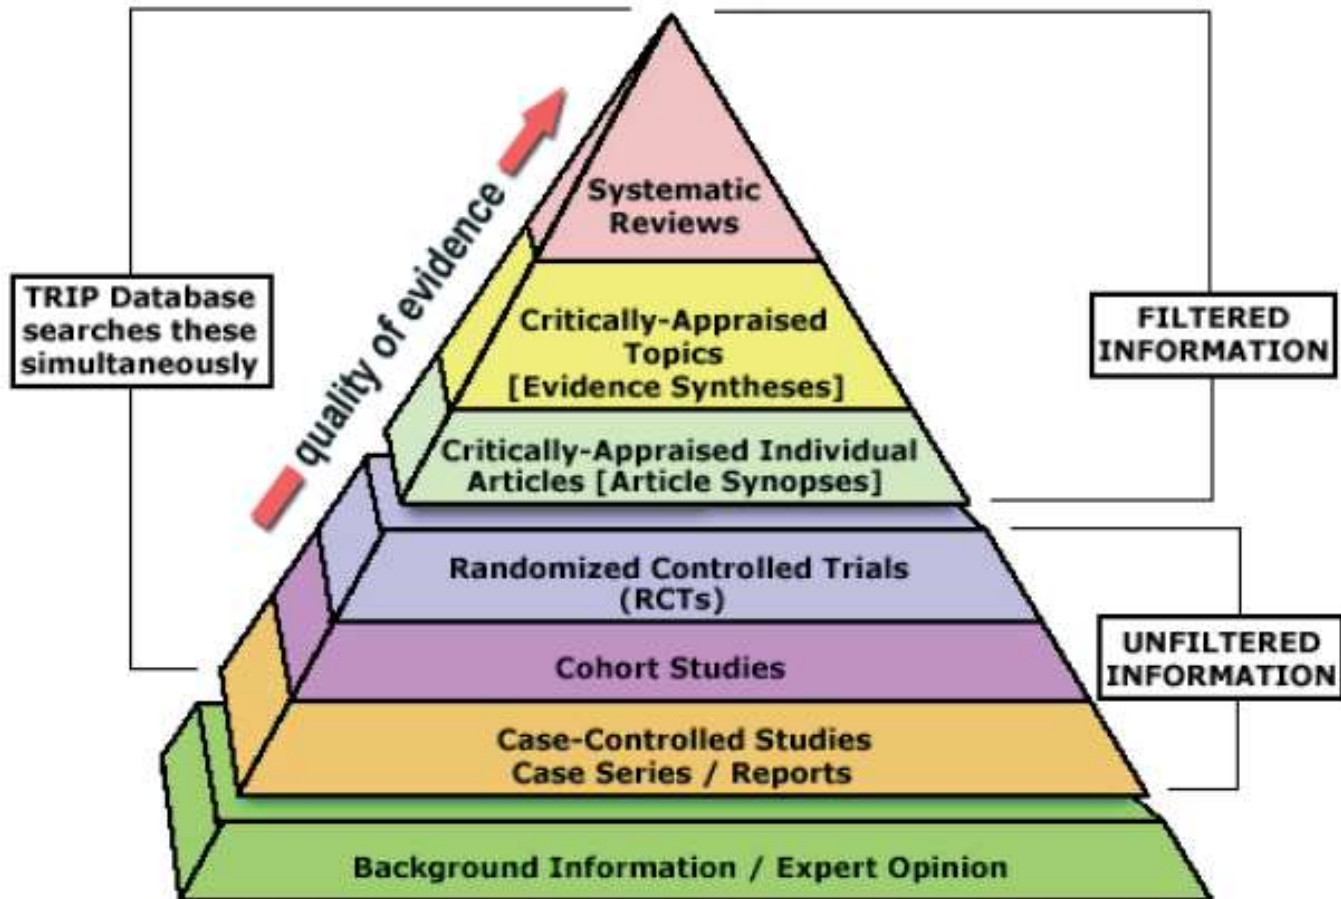 Systematic
Reviews
quality of evidence
TRIP Database
searches these
simultaneously
Critically-Appraised
Topics
[Evidence Syntheses]
FILTERED
INFORMATION
Critically-Appraised Individual
Articles [Article Synopses]
Randomized Controlled Trials
(RCTs)
UNFILTERED
INFORMATION
Cohort Studies
Case-Controlled Studies
Case Series / Reports
Background Information / Expert Opinion